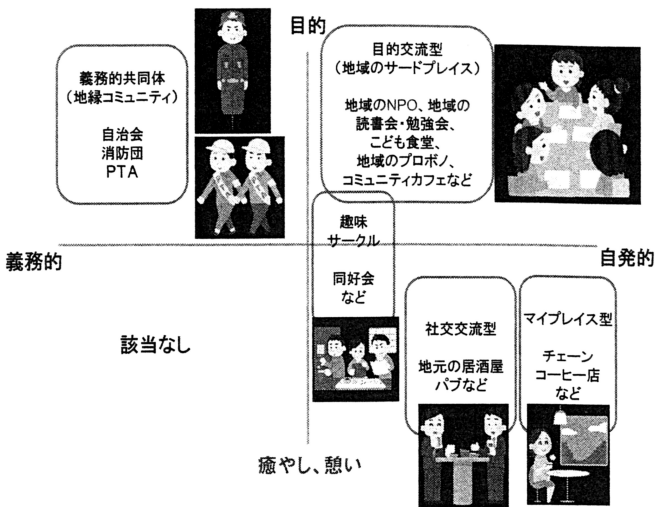 目的
義務的共同体
(地縁コミュニティ)
自治会
消防団
PTA
目的交流型
(地域のサードプレイス)
地域のNPO、地域の
読書会・勉強会、
こども食堂、
地域のプロボノ、
コミュニティカフェなど
義務的
自発的
趣味
サークル
同好会
など
該当なし
社交交流型
地元の居酒屋
パブなど
マイプレイス型
チェーン
コーヒー店
など
癒やし、憩い